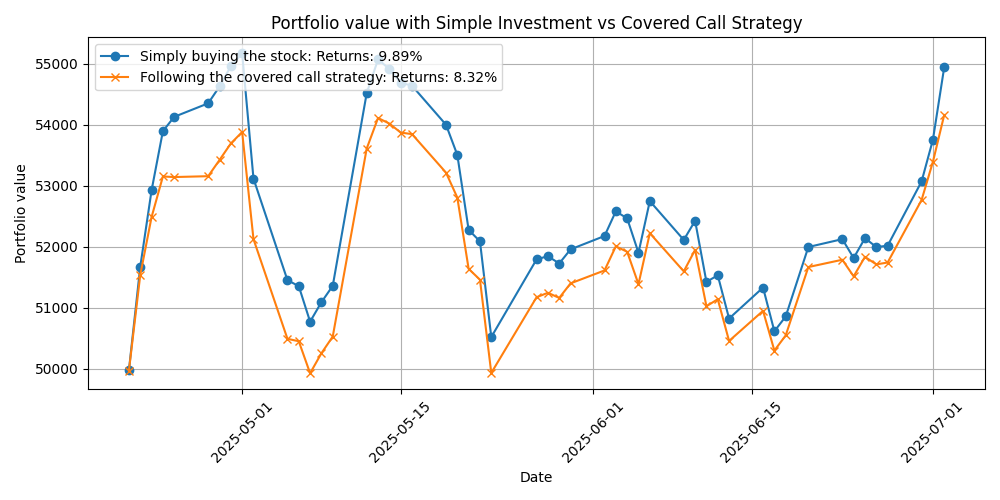 Portfolio value with Simple Investment vs Covered Call Strategy
Simply buying the stock: Returns: 9.89%
Following the covered call strategy: Returns: 8.32%
Portfolio value
55000
54000
53000
52000
51000
50000
2025-05-01
2025-05-15
2025-06-01
2025-06-15
2025-07-01
Date